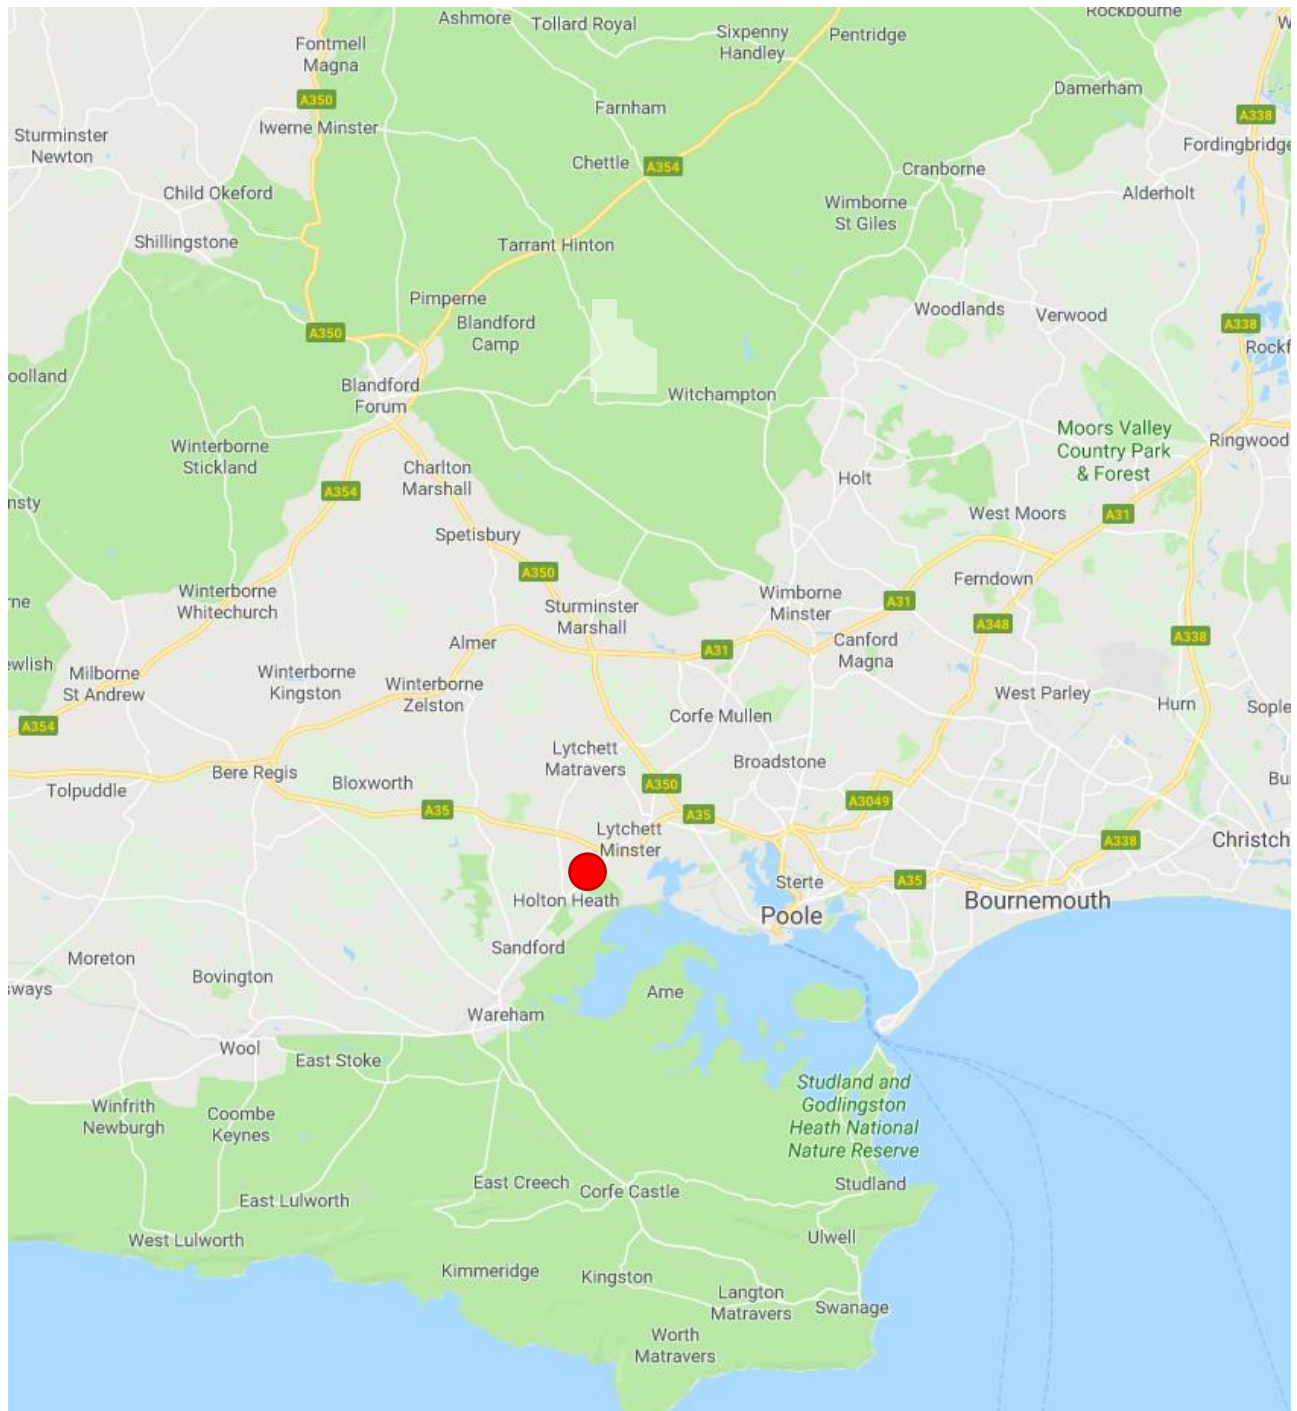 Ashmore
Tollard Royal
Rockbourne
W
Fontmell
Magna
Sixpenny
Handley
Pentridge
A350
Damerham
Farnham
A338
Iwerne Minster
Sturminster
Newton
Fordingbridge
Chettle
A354
Cranborne
Child Okeford
Alderholt
Wimborne
St Giles
Shillingstone
Tarrant Hinton
Pimperne
Woodlands
Verwood
Blandford
Camp
A350
A338
Rockf
oolland
Blandford
Forum
Witchampton
Moors Valley
Country Park
& Forest
Ringwood
Winterborne
Stickland
Charlton
Marshall
Holt
A354
nsty
West Moors
A31
Spetisbury
A350
Ferndown
Winterborne
Whitechurch
Wimborne
Minster
A31
rne
Sturminster
Marshall
A348
A338
Almer
A31
Canford
Magna
ewlish
Milborne
St Andrew
Winterborne
Kingston
Winterborne
Zelston
West Parley
Hurn
Sople
A354
Corfe Mullen
Lytchett
Matravers
Broadstone
Bere Regis
Bloxworth
A350
Bu
Tolpuddle
A35
A3049
A35
Lytchett
Minster
A338
Christch
Sterte
A35
Holton Heath
Poole
Bournemouth
Sandford
Moreton
Bovington
sways
Arne
Wareham
Wool
East Stoke
Studland and
Godlingston
Heath National
Nature Reserve
Winfrith
Newburgh
Coombe
Keynes
East Creech
Corfe Castle
Studland
East Lulworth
West Lulworth
Ulwell
Kimmeridge
Kingston
Langton
Matravers
Swanage
Worth
Matravers